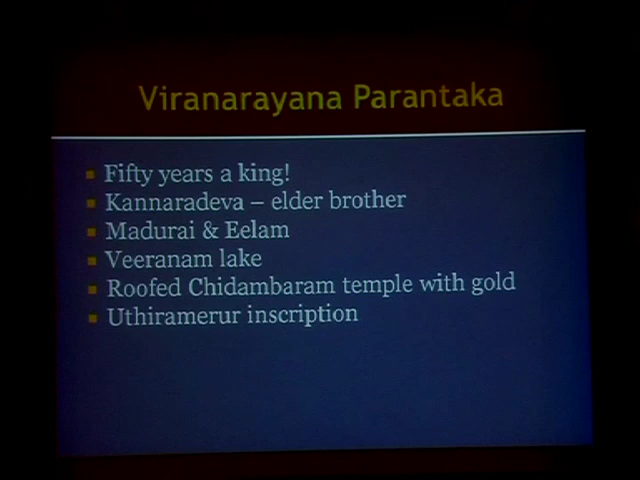 Viranarayana Parantaka
Fifty years a king!
Kannaradeva – elder brother
Madurai & Eelam
Veeranam lake
Roofed Chidambaram temple with gold
Uthiramerur inscription